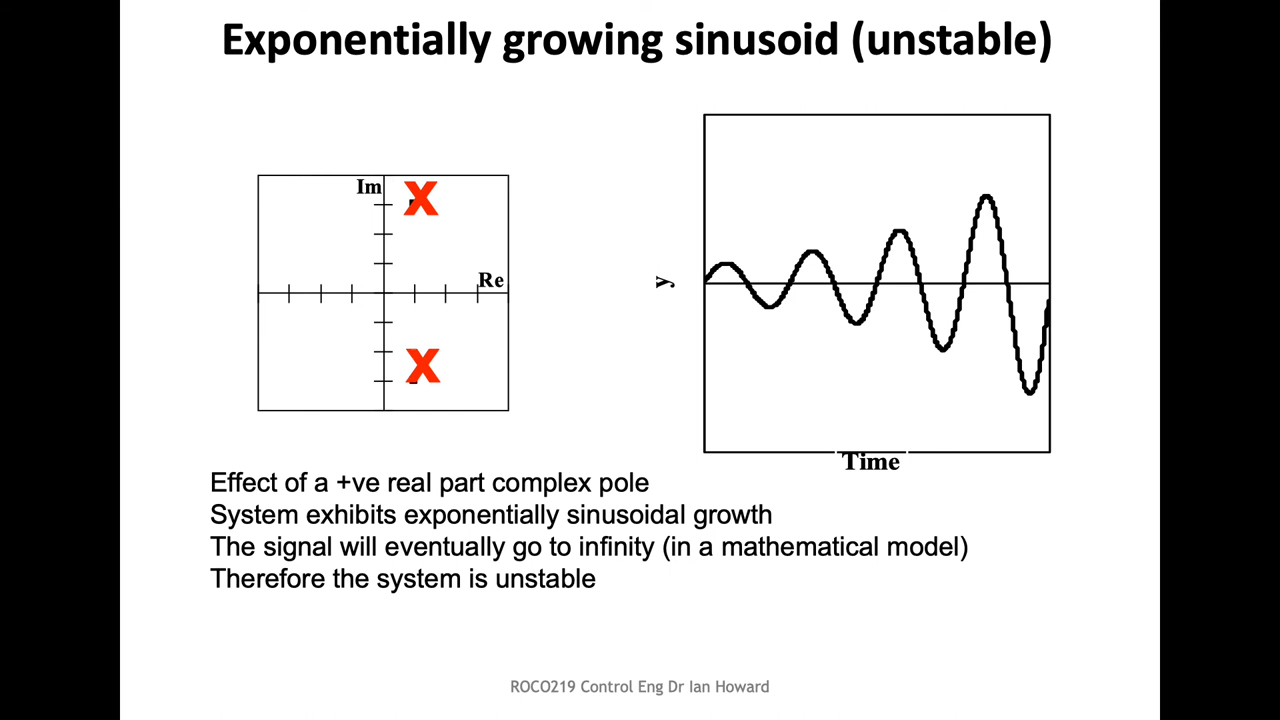 Exponentially growing sinusoid (unstable)
Im
X
Re
X
y
Time
Effect of a +ve real part complex pole
System exhibits exponentially sinusoidal growth
The signal will eventually go to infinity (in a mathematical model)
Therefore the system is unstable
ROCO219 Control Eng Dr Ian Howard